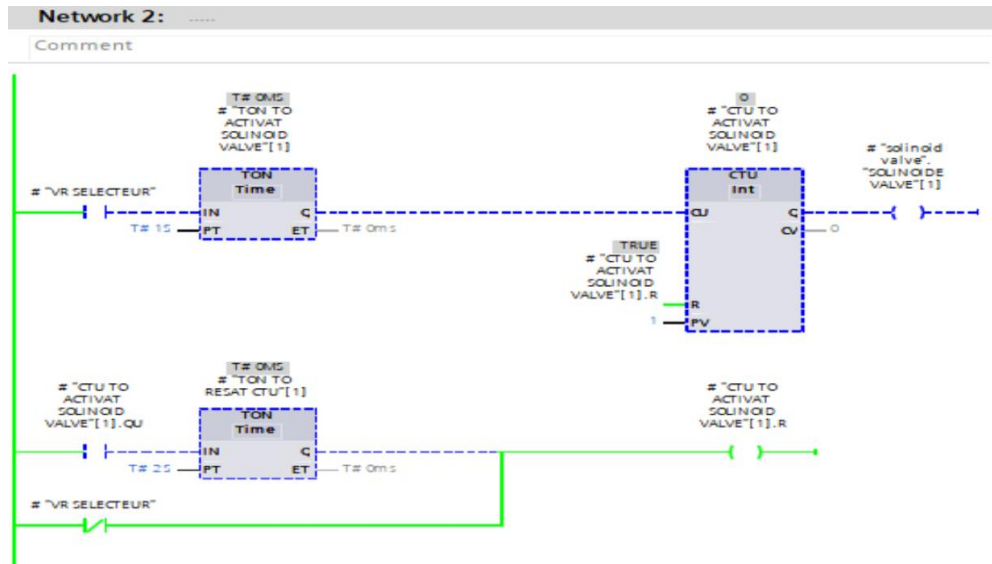 Network 2: .....
Comment
T# 0MS
# "TON TO
ACTIVAT
SOLINOID
VALVE"[1]
TON
Time
# "VR SELECTEUR"
IN
Q
T# 1S
PT
ET
T# 0ms
0
# "CTU TO
ACTIVAT
SOLINOID
VALVE"[1]
CTU
Int
CU
Q
CV
0
# "solinoid
valve".
"SOLINOIDE
VALVE"[1]
TRUE
# "CTU TO
ACTIVAT
SOLINOID
VALVE"[1].R
R
1
PV
# "CTU TO
ACTIVAT
SOLINOID
VALVE"[1].QU
T# 0MS
# "TON TO
RESAT CTU"[1]
TON
Time
IN
Q
T# 2S
PT
ET
T# 0ms
# "CTU TO
ACTIVAT
SOLINOID
VALVE"[1].R
# "VR SELECTEUR"